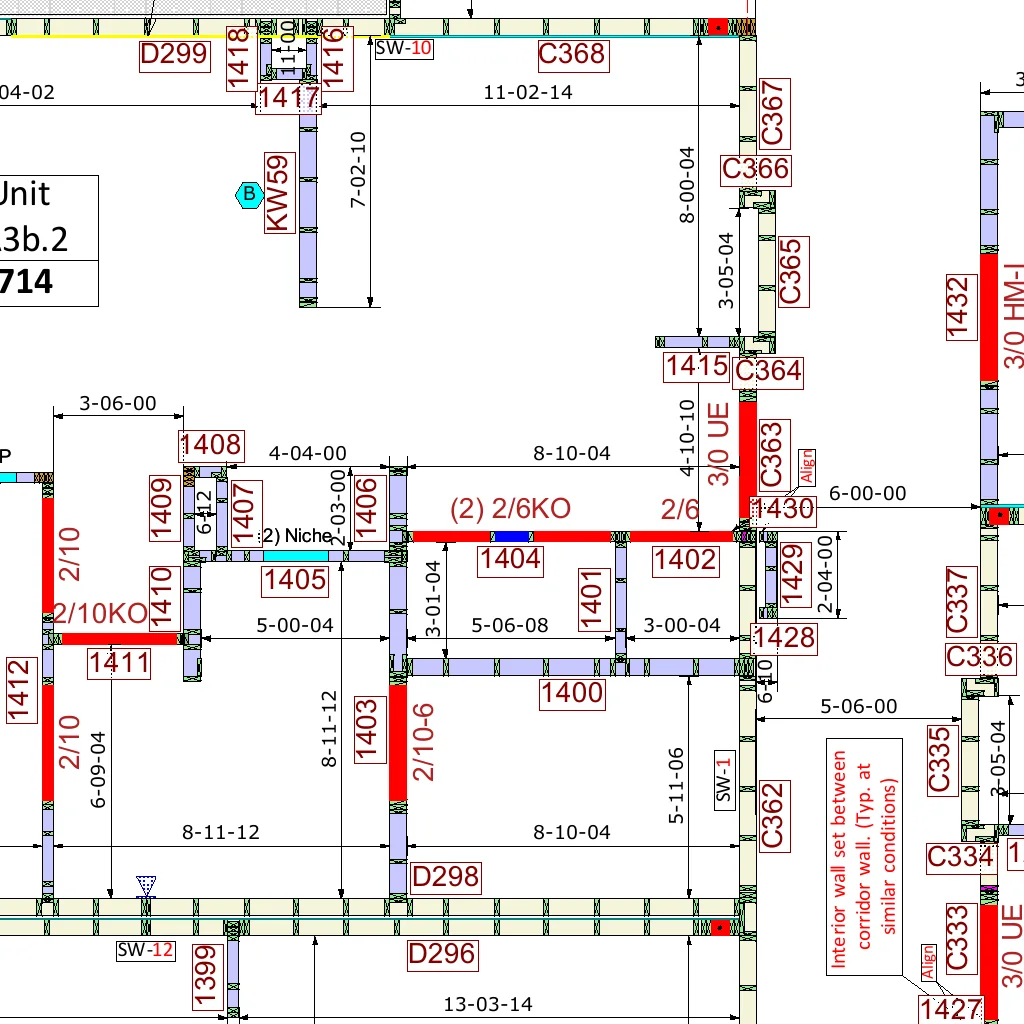 D299
1418
11-00
1416
SW-10
C368
04-02
1417
11-02-14
C367
7-02-10
8-00-04
C366
B
KW59
Unit
3b.2
714
3-05-04
C365
1432
3/0 HM-I
1415
C364
3-06-00
4-10-10
3/0 UE
C363
Align
P
1408
4-04-00
8-10-04
1409
6-12
1407
2-03-00
1406
(2) 2/6KO
2/6
1430
6-00-00
2/10
2) Niche
1405
1404
1402
1429
2-04-00
1410
2/10KO
3-01-04
1401
C337
1411
5-00-04
5-06-08
3-00-04
1428
C336
1412
1400
6-10
5-06-00
2/10
6-09-04
8-11-12
1403
2/10-6
5-11-06
SW-1
C362
C335
3-05-04
Interior wall set between
corridor wall. (Typ. at
similar conditions)
8-11-12
8-10-04
C334
D298
SW-12
1399
D296
C333
3/0 UE
Align
13-03-14
1427